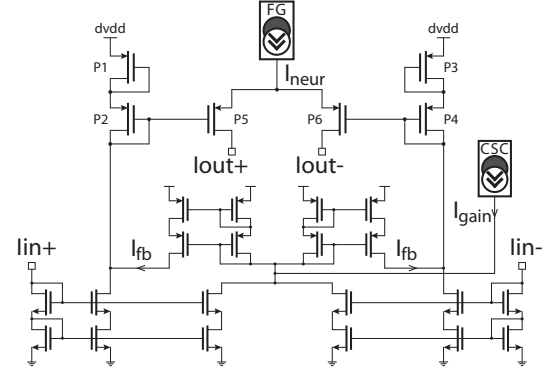 FG
dvdd
dvdd
P1
Ineur
P3
P2
P5
P6
P4
Iout+
Iout-
CSC
Igain
Iin+
Ifb
Ifb
Iin-